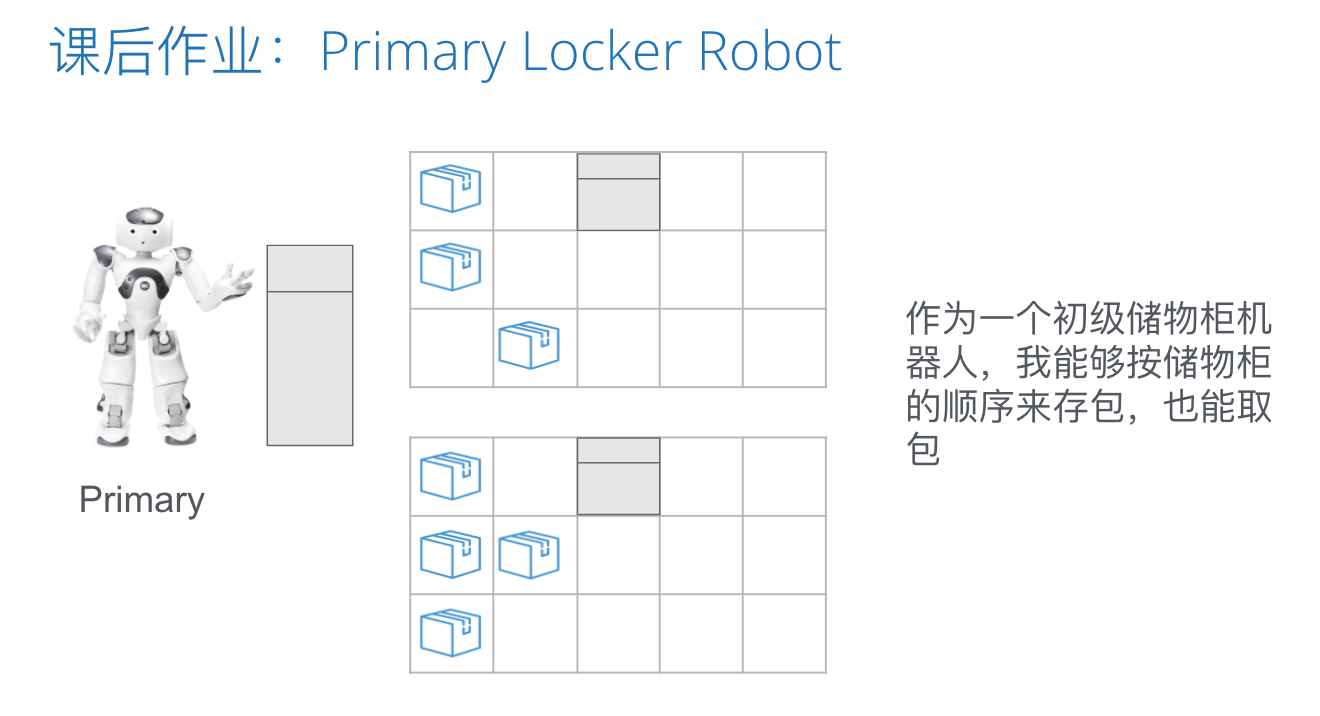 课后作业：Primary Locker Robot
作为一个初级储物柜机
器人，我能够按储物柜
的顺序来存包，也能取
包
Primary